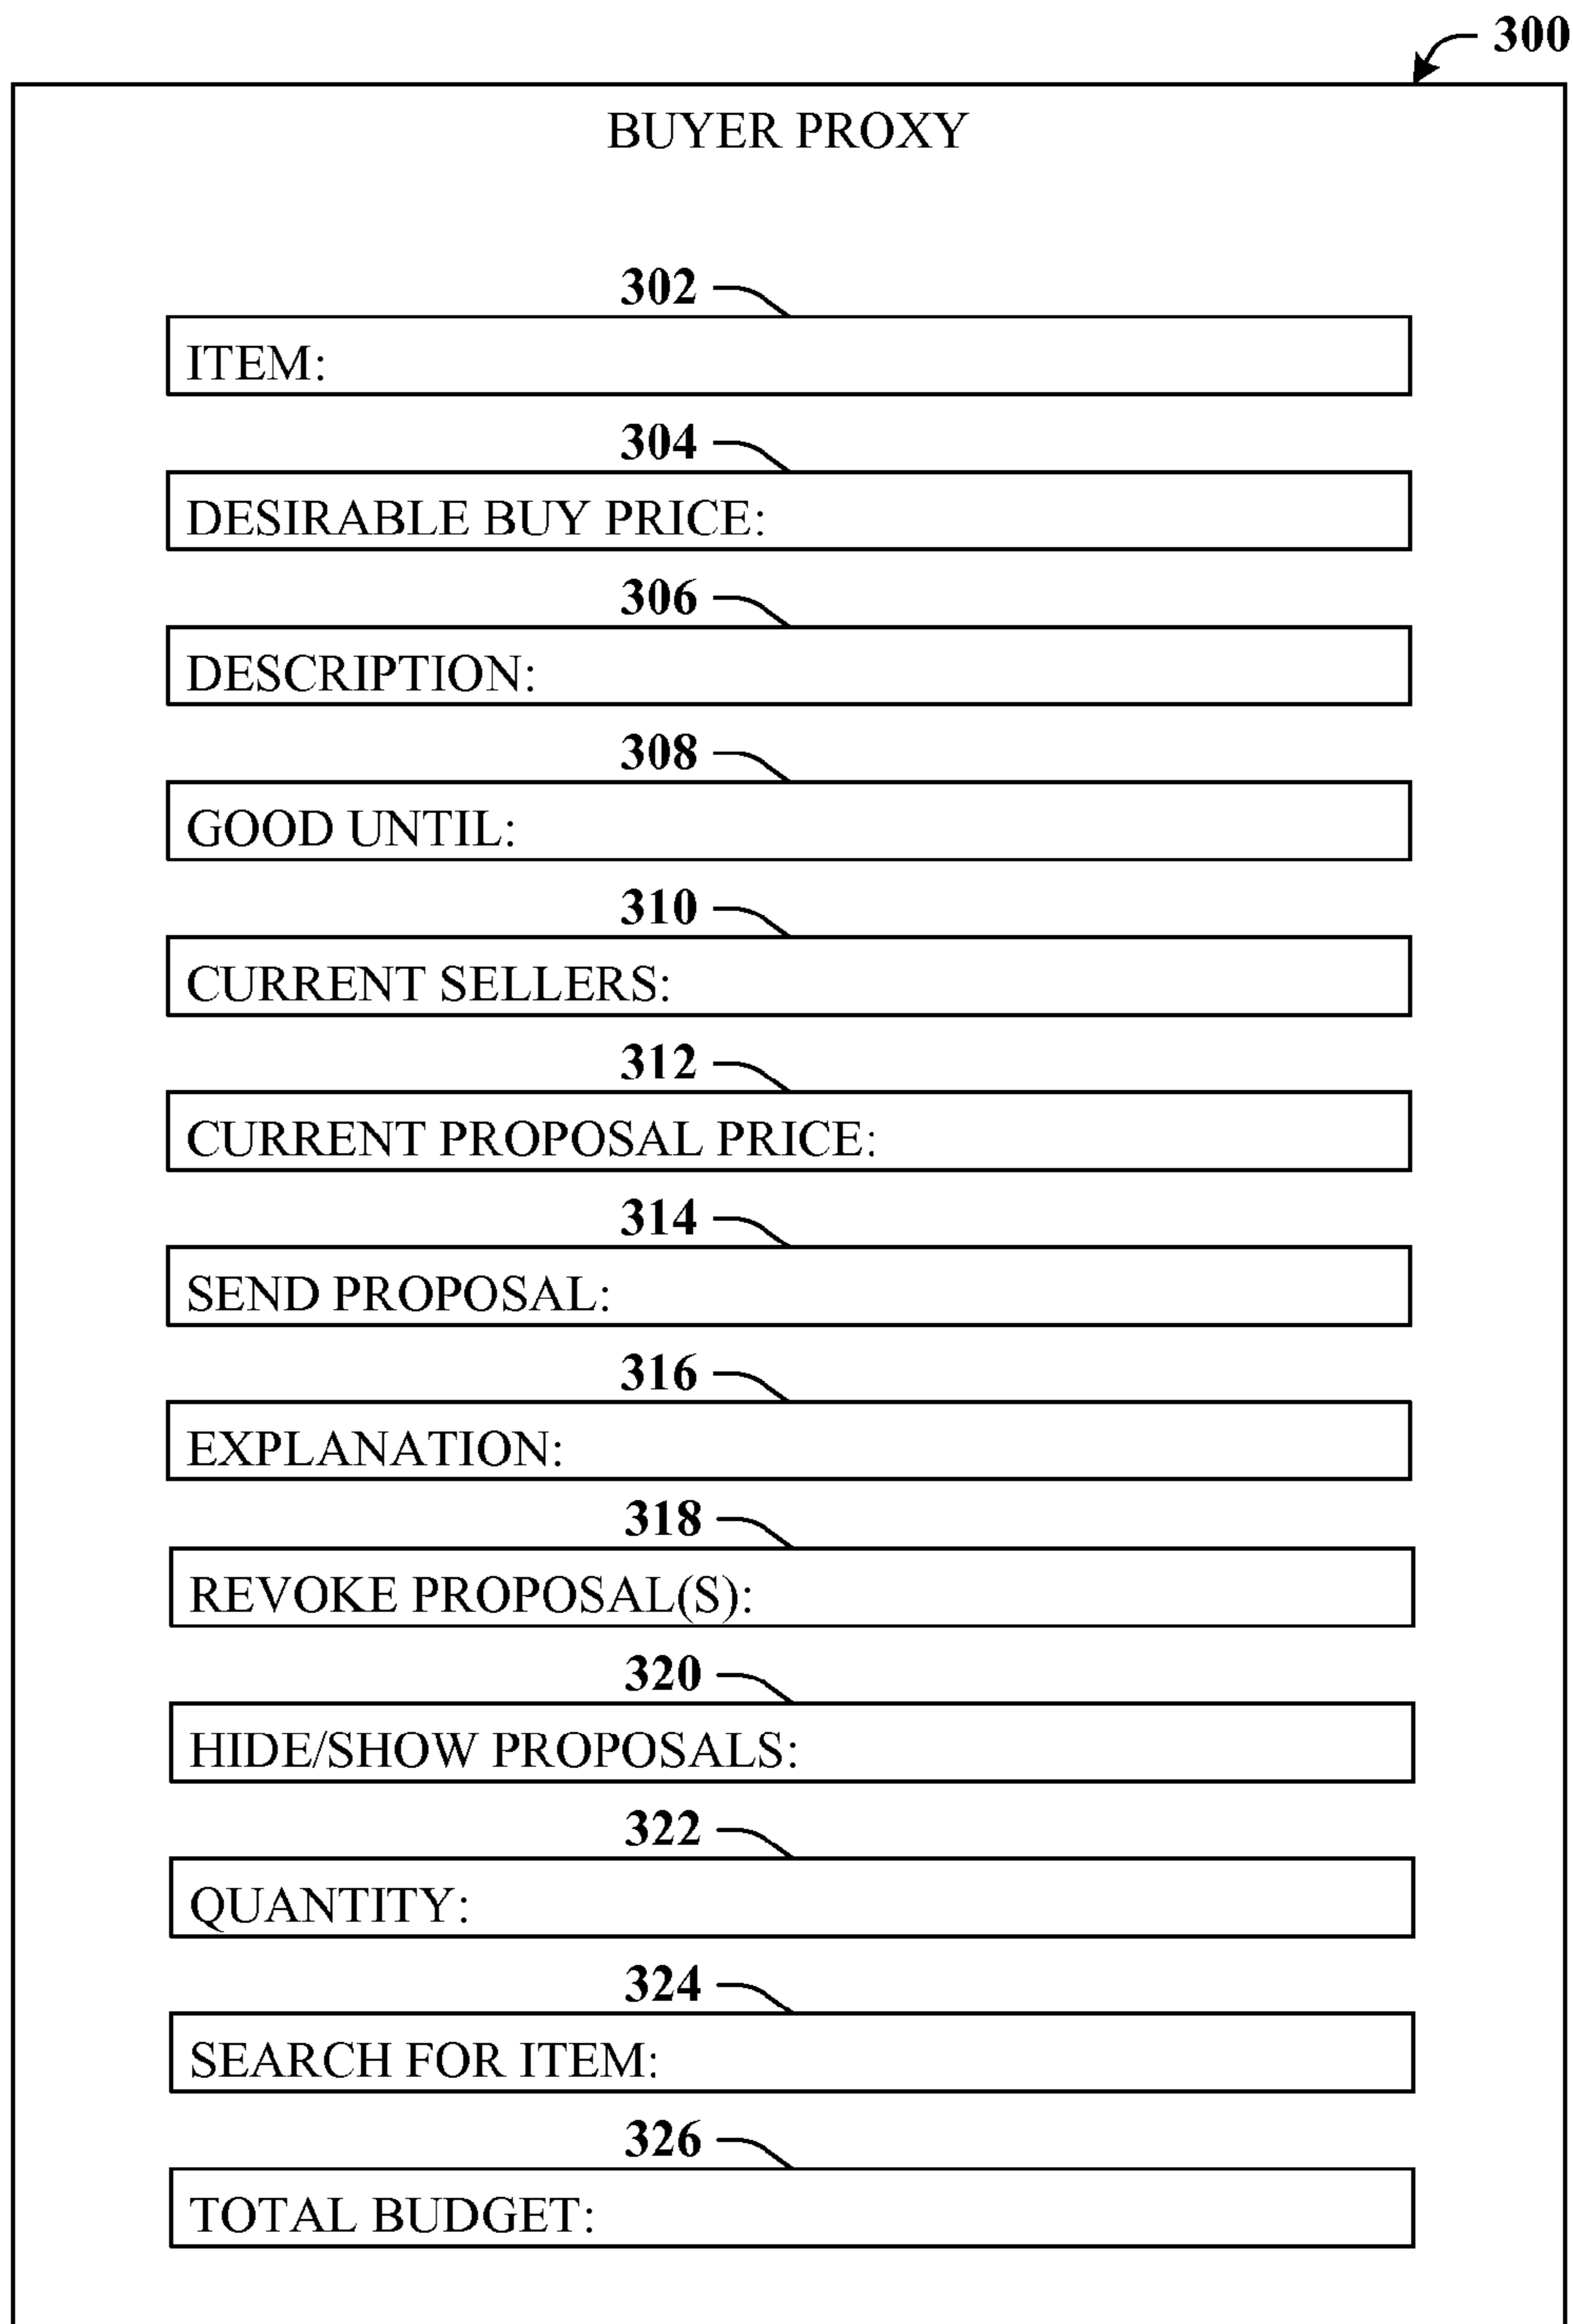 300
BUYER PROXY
302
ITEM:
304
DESIRABLE BUY PRICE:
306
DESCRIPTION:
308
GOOD UNTIL:
310
CURRENT SELLERS:
312
CURRENT PROPOSAL PRICE:
314
SEND PROPOSAL:
316
EXPLANATION:
318
REVOKE PROPOSAL(S):
320
HIDE/SHOW PROPOSALS:
322
QUANTITY:
324
SEARCH FOR ITEM:
326
TOTAL BUDGET: